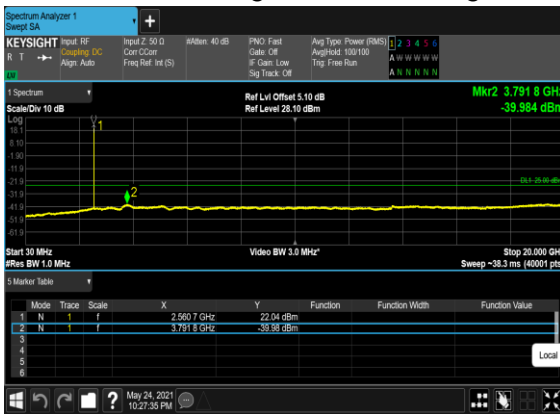 Spectrum Analyzer 1
Swept SA
KEYSIGHT
R T
LV
Input: RF
Coupling: DC
Align: Auto
Input Z: 50 Ω
Corr CCorr
Freq Ref: Int (S)
#Atten: 40 dB
PNO: Fast
Gate: Off
IF Gain: Low
Sig Track: Off
Avg Type: Power (RMS)
Avg|Hold: 100/100
Trig: Free Run
1 2 3 4 5 6
A W W W W W
A N N N N N
1 Spectrum
Scale/Div 10 dB
Ref Lvl Offset 5.10 dB
Ref Level 28.10 dBm
Mkr2 3.791 8 GHz
-39.984 dBm
Log
18.1
8.10
-1.90
-11.9
-21.9
-31.9
-41.9
-51.9
-61.9
1
2
DL1 -25.00 dBm
Start 30 MHz
#Res BW 1.0 MHz
Video BW 3.0 MHz*
Stop 20.000 GHz
Sweep ~38.3 ms (40001 pts)
5 Marker Table
Mode Trace Scale X Y Function Function Width Function Value
1 N 1 f 2.560 7 GHz 22.04 dBm
2 N 1 f 3.791 8 GHz -39.98 dBm
3
4
5
6
Local
?
May 24, 2021
10:27:35 PM